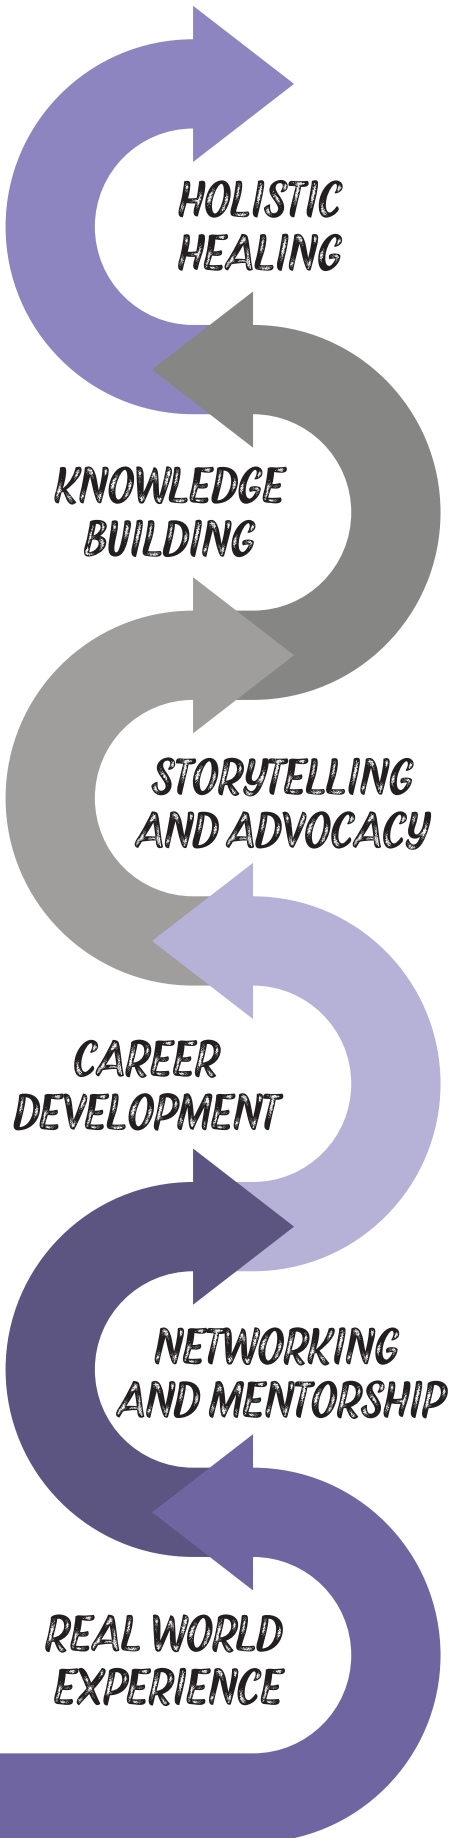 HOLISTIC
HEALING
KNOWLEDGE
BUILDING
STORYTELLING
AND ADVOCACY
CAREER
DEVELOPMENT
NETWORKING
AND MENTORSHIP
REAL WORLD
EXPERIENCE